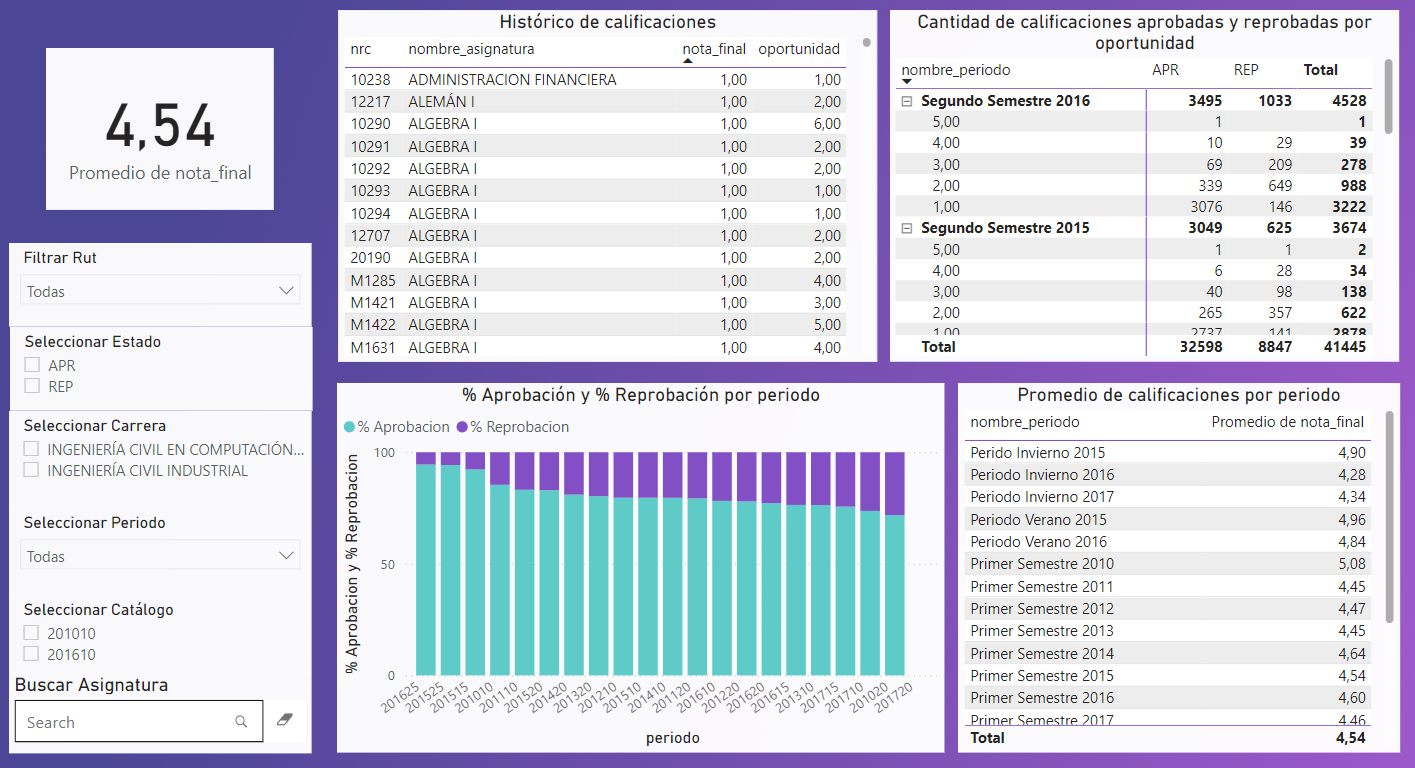 4,54
Promedio de nota_final
Filtrar Rut
Todas
Seleccionar Estado
APR
REP
Seleccionar Carrera
INGENIERÍA CIVIL EN COMPUTACIÓN...
INGENIERÍA CIVIL INDUSTRIAL
Seleccionar Periodo
Todas
Seleccionar Catálogo
201010
201610
Buscar Asignatura
Search
Histórico de calificaciones
nrc nombre_asignatura nota_final oportunidad
10238 ADMINISTRACION FINANCIERA 1,00 1,00
12217 ALEMÁN I 1,00 2,00
10290 ALGEBRA I 1,00 6,00
10291 ALGEBRA I 1,00 2,00
10292 ALGEBRA I 1,00 2,00
10293 ALGEBRA I 1,00 1,00
10294 ALGEBRA I 1,00 1,00
12707 ALGEBRA I 1,00 2,00
20190 ALGEBRA I 1,00 2,00
M1285 ALGEBRA I 1,00 4,00
M1421 ALGEBRA I 1,00 3,00
M1422 ALGEBRA I 1,00 5,00
M1631 ALGEBRA I 1,00 4,00
Cantidad de calificaciones aprobadas y reprobadas por
oportunidad
nombre_periodo APR REP Total
Segundo Semestre 2016 3495 1033 4528
5,00 1 1
4,00 10 29 39
3,00 69 209 278
2,00 339 649 988
1,00 3076 146 3222
Segundo Semestre 2015 3049 625 3674
5,00 1 1 2
4,00 6 28 34
3,00 40 98 138
2,00 265 357 622
1,00 2737 141 2878
Total 32598 8847 41445
% Aprobación y % Reprobación por periodo
% Aprobacion % Reprobacion
% Aprobacion y % Reprobacion
100
50
0
201625 201525 201515 201010 201110 201520 201420 201320 201210 201510 201410 201120 201610 201220 201620 201615 201310 201715 201710 201020 201720
periodo
Promedio de calificaciones por periodo
nombre_periodo Promedio de nota_final
Perido Invierno 2015 4,90
Periodo Invierno 2016 4,28
Periodo Invierno 2017 4,34
Periodo Verano 2015 4,96
Periodo Verano 2016 4,84
Primer Semestre 2010 5,08
Primer Semestre 2011 4,45
Primer Semestre 2012 4,47
Primer Semestre 2013 4,45
Primer Semestre 2014 4,64
Primer Semestre 2015 4,54
Primer Semestre 2016 4,60
Primer Semestre 2017 4,46
Total 4,54